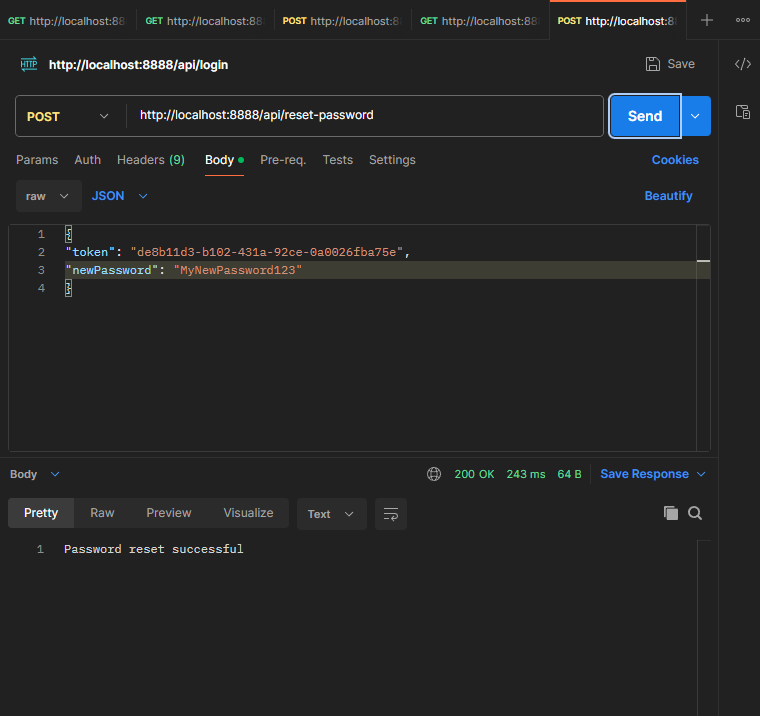 GET http://localhost:88 GET http://localhost:88 POST http://localhost:8 GET http://localhost:88 POST http://localhost:8
HTTP http://localhost:8888/api/login Save
POST http://localhost:8888/api/reset-password Send
Params Auth Headers (9) Body Pre-req. Tests Settings Cookies
raw JSON Beautify
1 {
2 "token": "de8b11d3-b102-431a-92ce-0a0026fba75e",
3 "newPassword": "MyNewPassword123"
4 }
Body 200 OK 243 ms 64 B Save Response
Pretty Raw Preview Visualize Text
1 Password reset successful